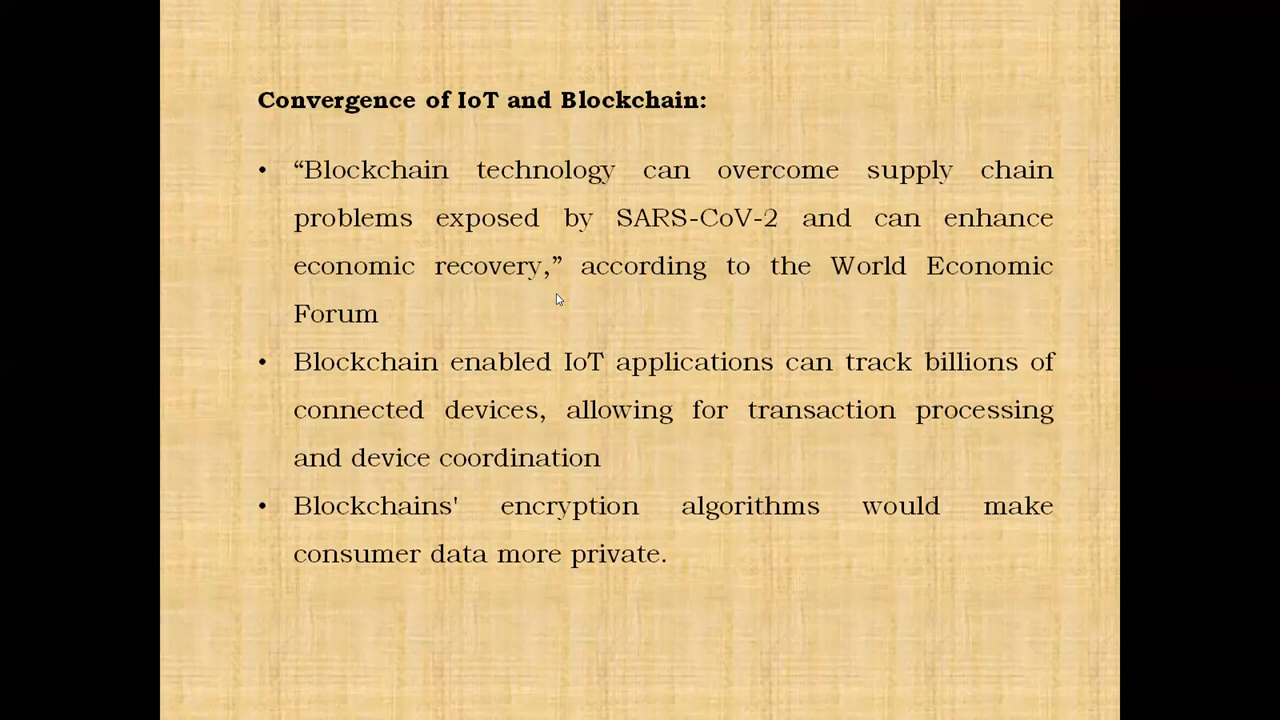 Convergence of IoT and Blockchain:
• “Blockchain technology can overcome supply chain
problems exposed by SARS-CoV-2 and can enhance
economic recovery,” according to the World Economic
Forum
• Blockchain enabled IoT applications can track billions of
connected devices, allowing for transaction processing
and device coordination
• Blockchains' encryption algorithms would make
consumer data more private.